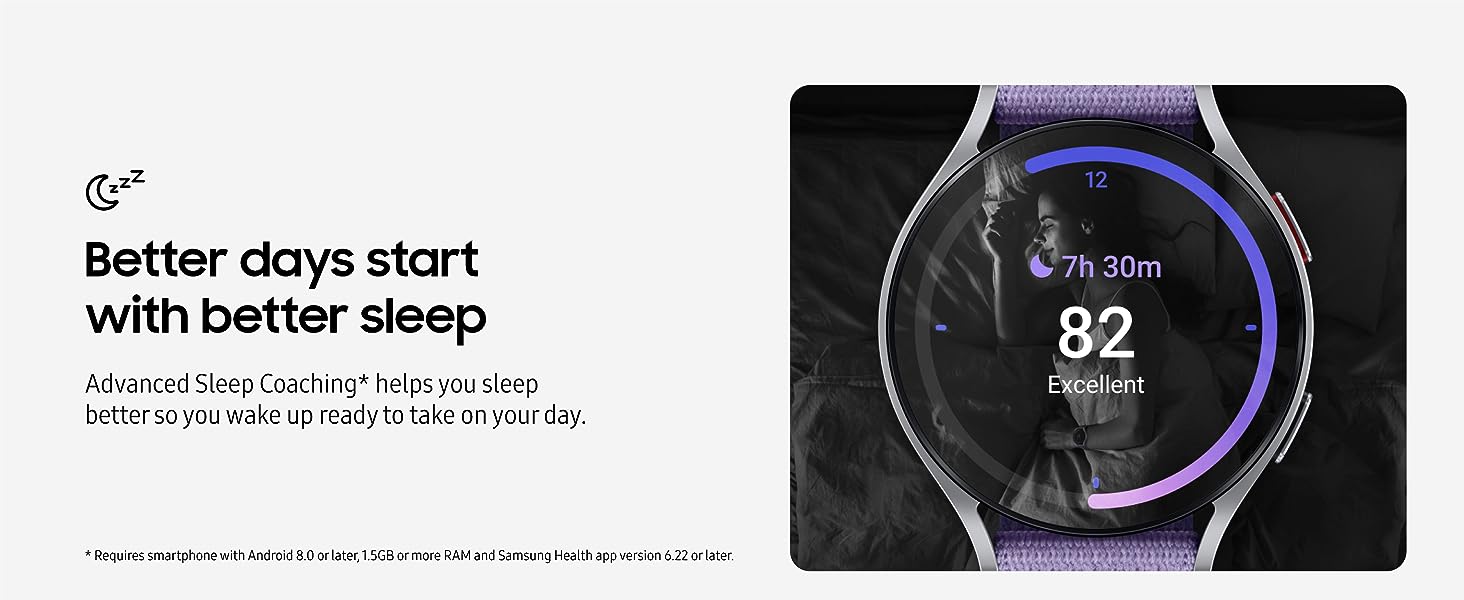 zzZ
Better days start
with better sleep
Advanced Sleep Coaching* helps you sleep
better so you wake up ready to take on your day.
* Requires smartphone with Android 8.0 or later, 1.5GB or more RAM and Samsung Health app version 6.22 or later.
12
7h 30m
82
Excellent